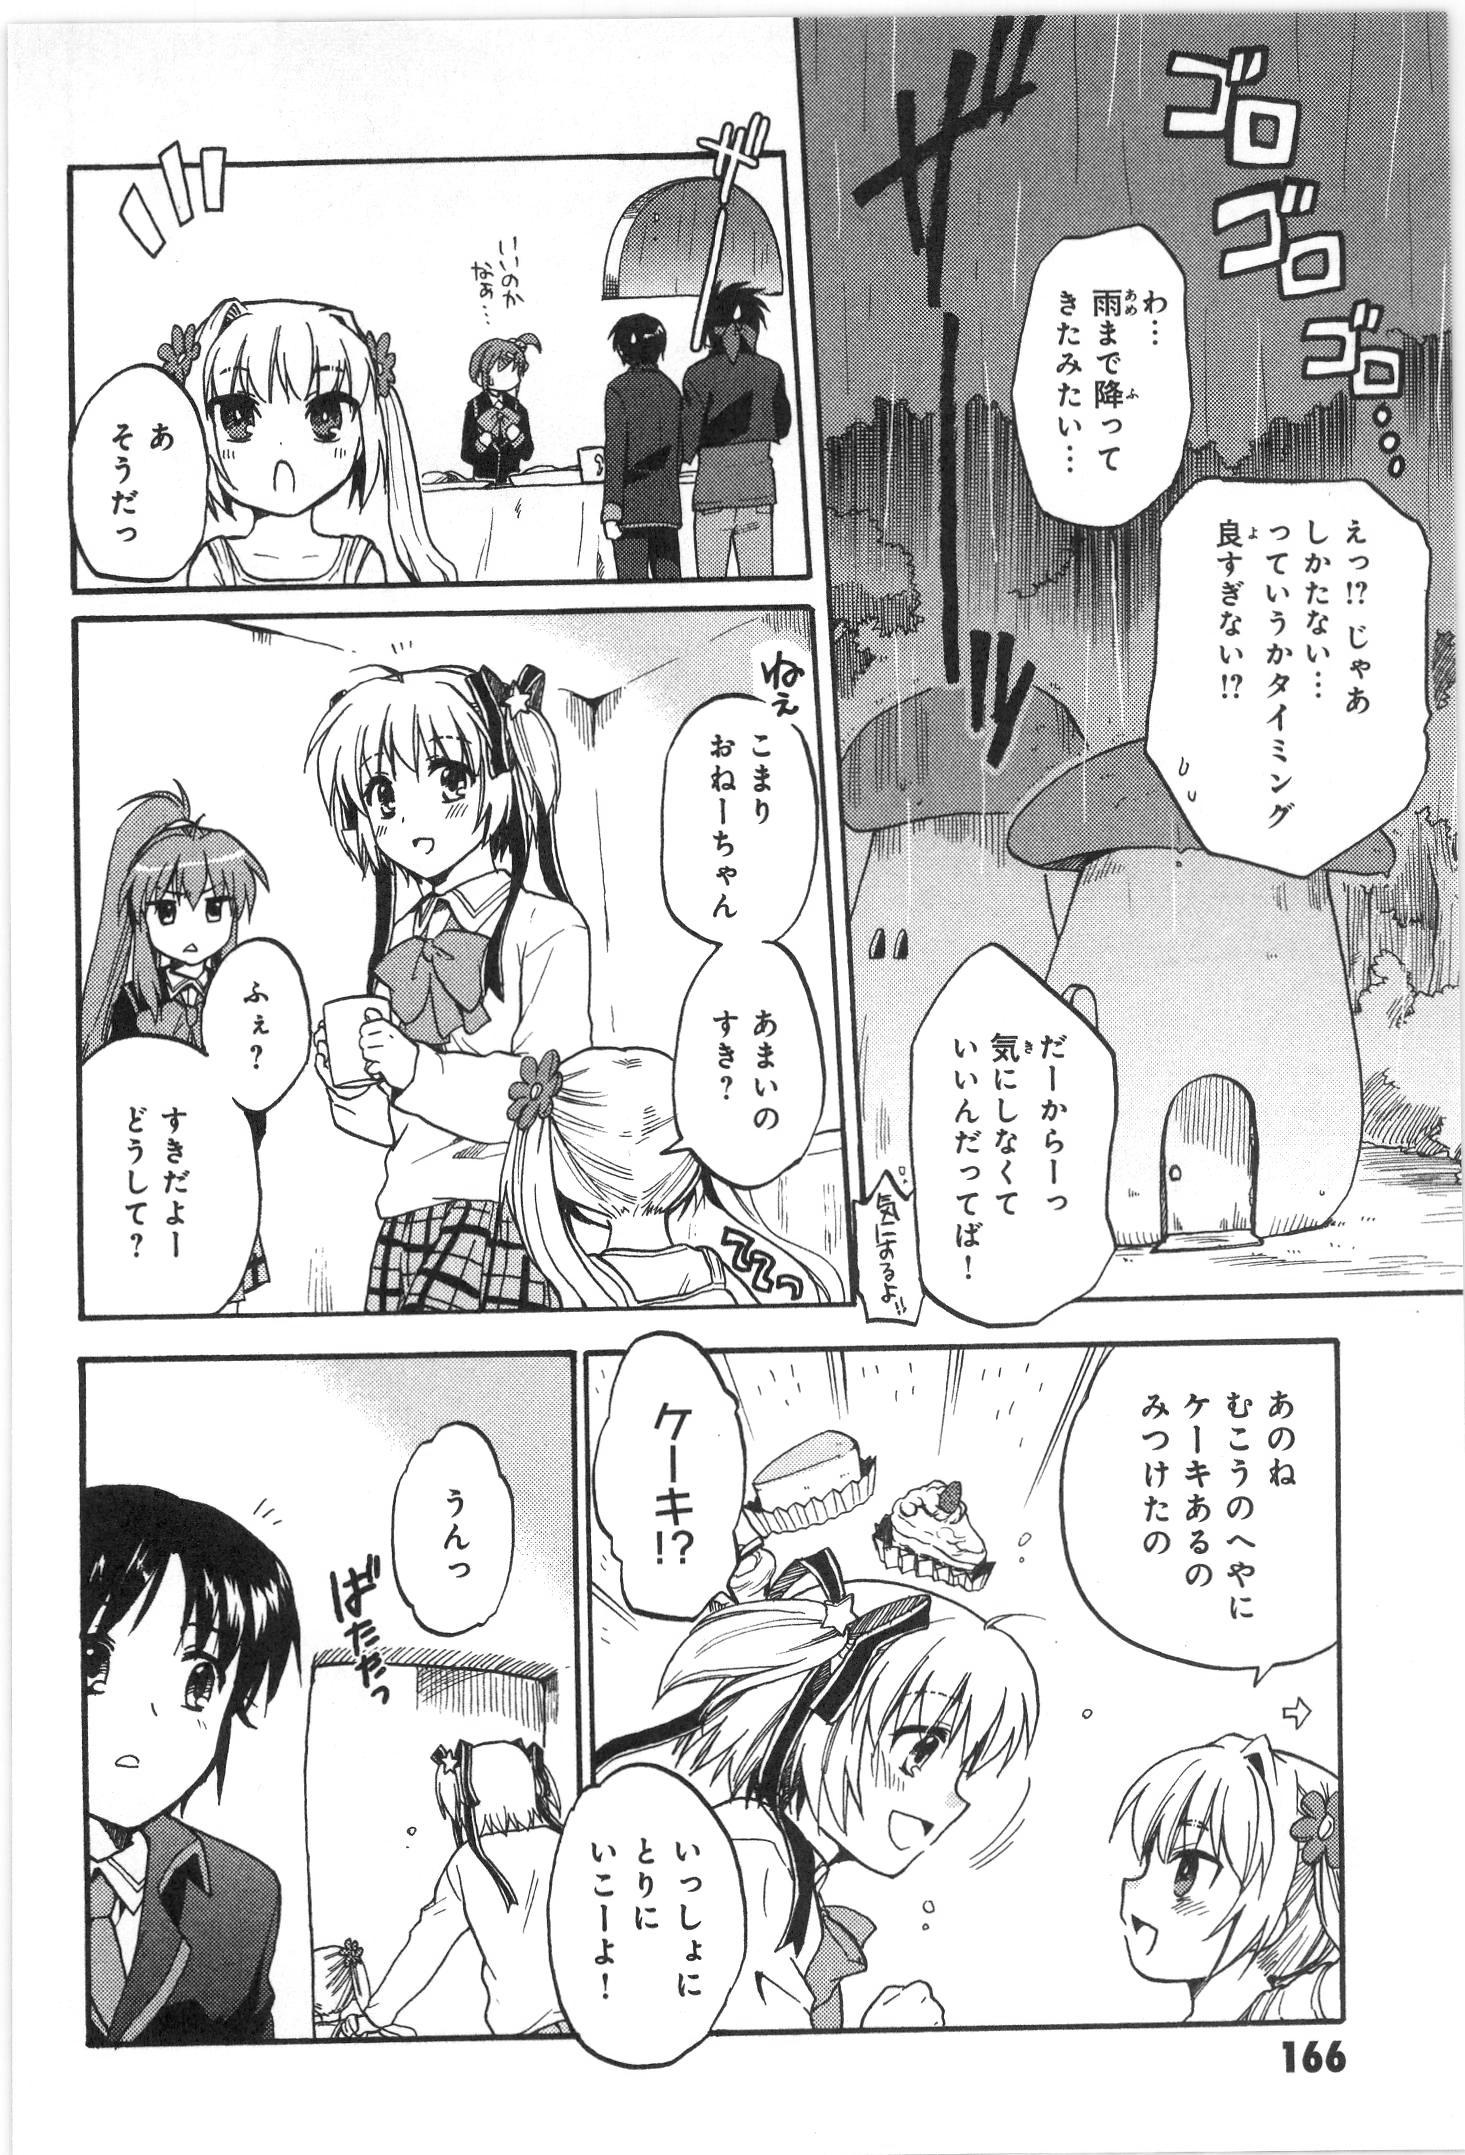 ゴロ
ゴロ
ゴロ…
ザザーッ
わ…
雨まで降って
きたみたい…
えっ!?じゃあ
しかたない…
っていうかタイミング
良すぎない!?
だーからーっ
気にしなくて
いいんだってば!
気にするよ!!
ザー
いいのか
なぁ…
あ
そうだっ
ねぇ
こまり
おねーちゃん
あまいの
すき?
ふぇ?
すきだよー
どうして?
あのね
むこうのへやに
ケーキあるの
みつけたの
ケーキ!?
いっしょに
とりに
いこーよ!
うんっ
ばたたっ
166